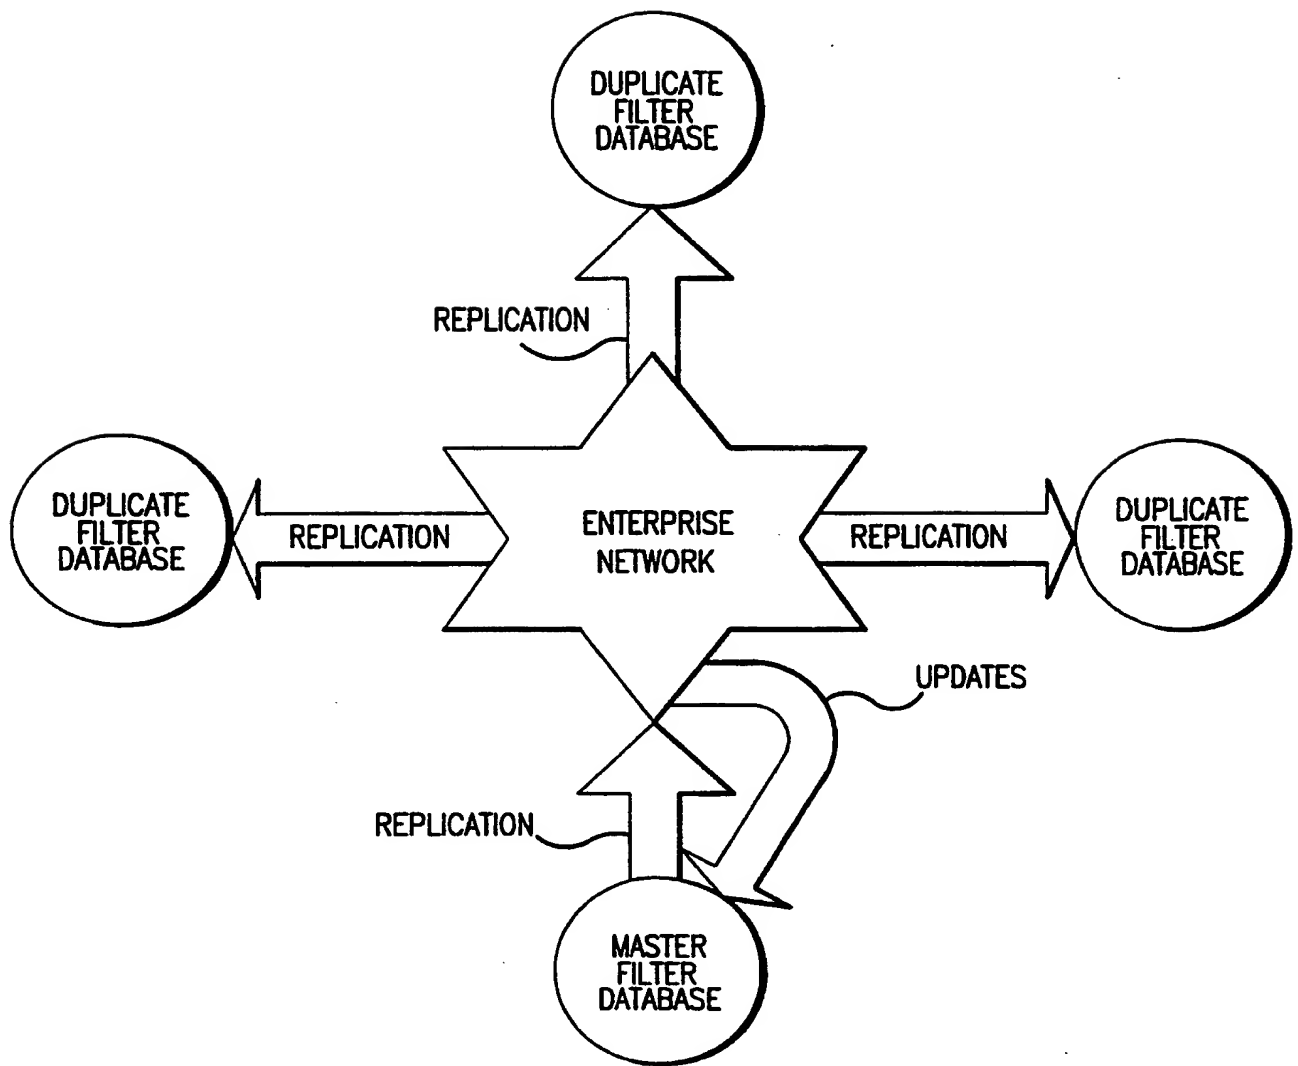 DUPLICATE
FILTER
DATABASE
REPLICATION
DUPLICATE
FILTER
DATABASE
REPLICATION
ENTERPRISE
NETWORK
REPLICATION
DUPLICATE
FILTER
DATABASE
UPDATES
REPLICATION
MASTER
FILTER
DATABASE